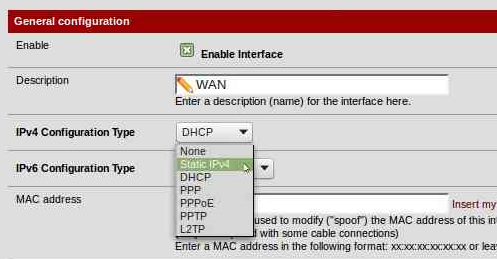 General configuration
Enable
Enable Interface
Description
WAN
Enter a description (name) for the interface here.
IPv4 Configuration Type
DHCP
None
Static IPv4
DHCP
PPP
PPPoE
PPTP
L2TP
IPv6 Configuration Type
MAC address
Insert my
used to modify ("spoof") the MAC address of this in
d with some cable connections)
Enter a MAC address in the following format: xx:xx:xx:xx:xx:xx or lea